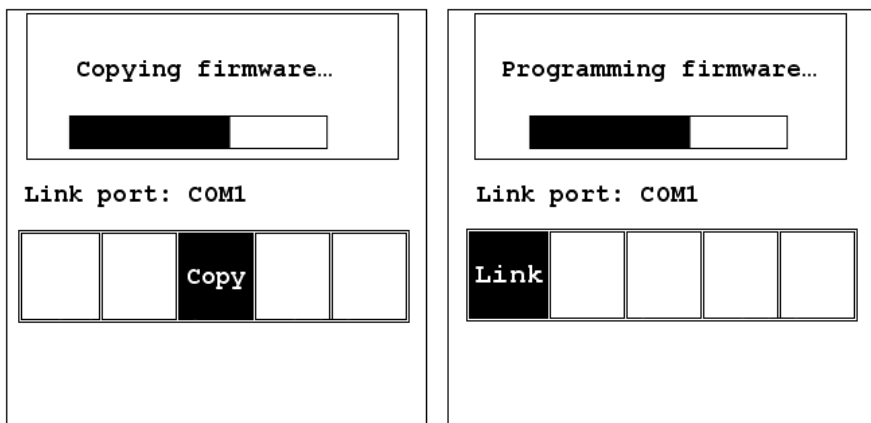 Copying firmware…
Link port: COM1
Copy
Programming firmware…
Link port: COM1
Link